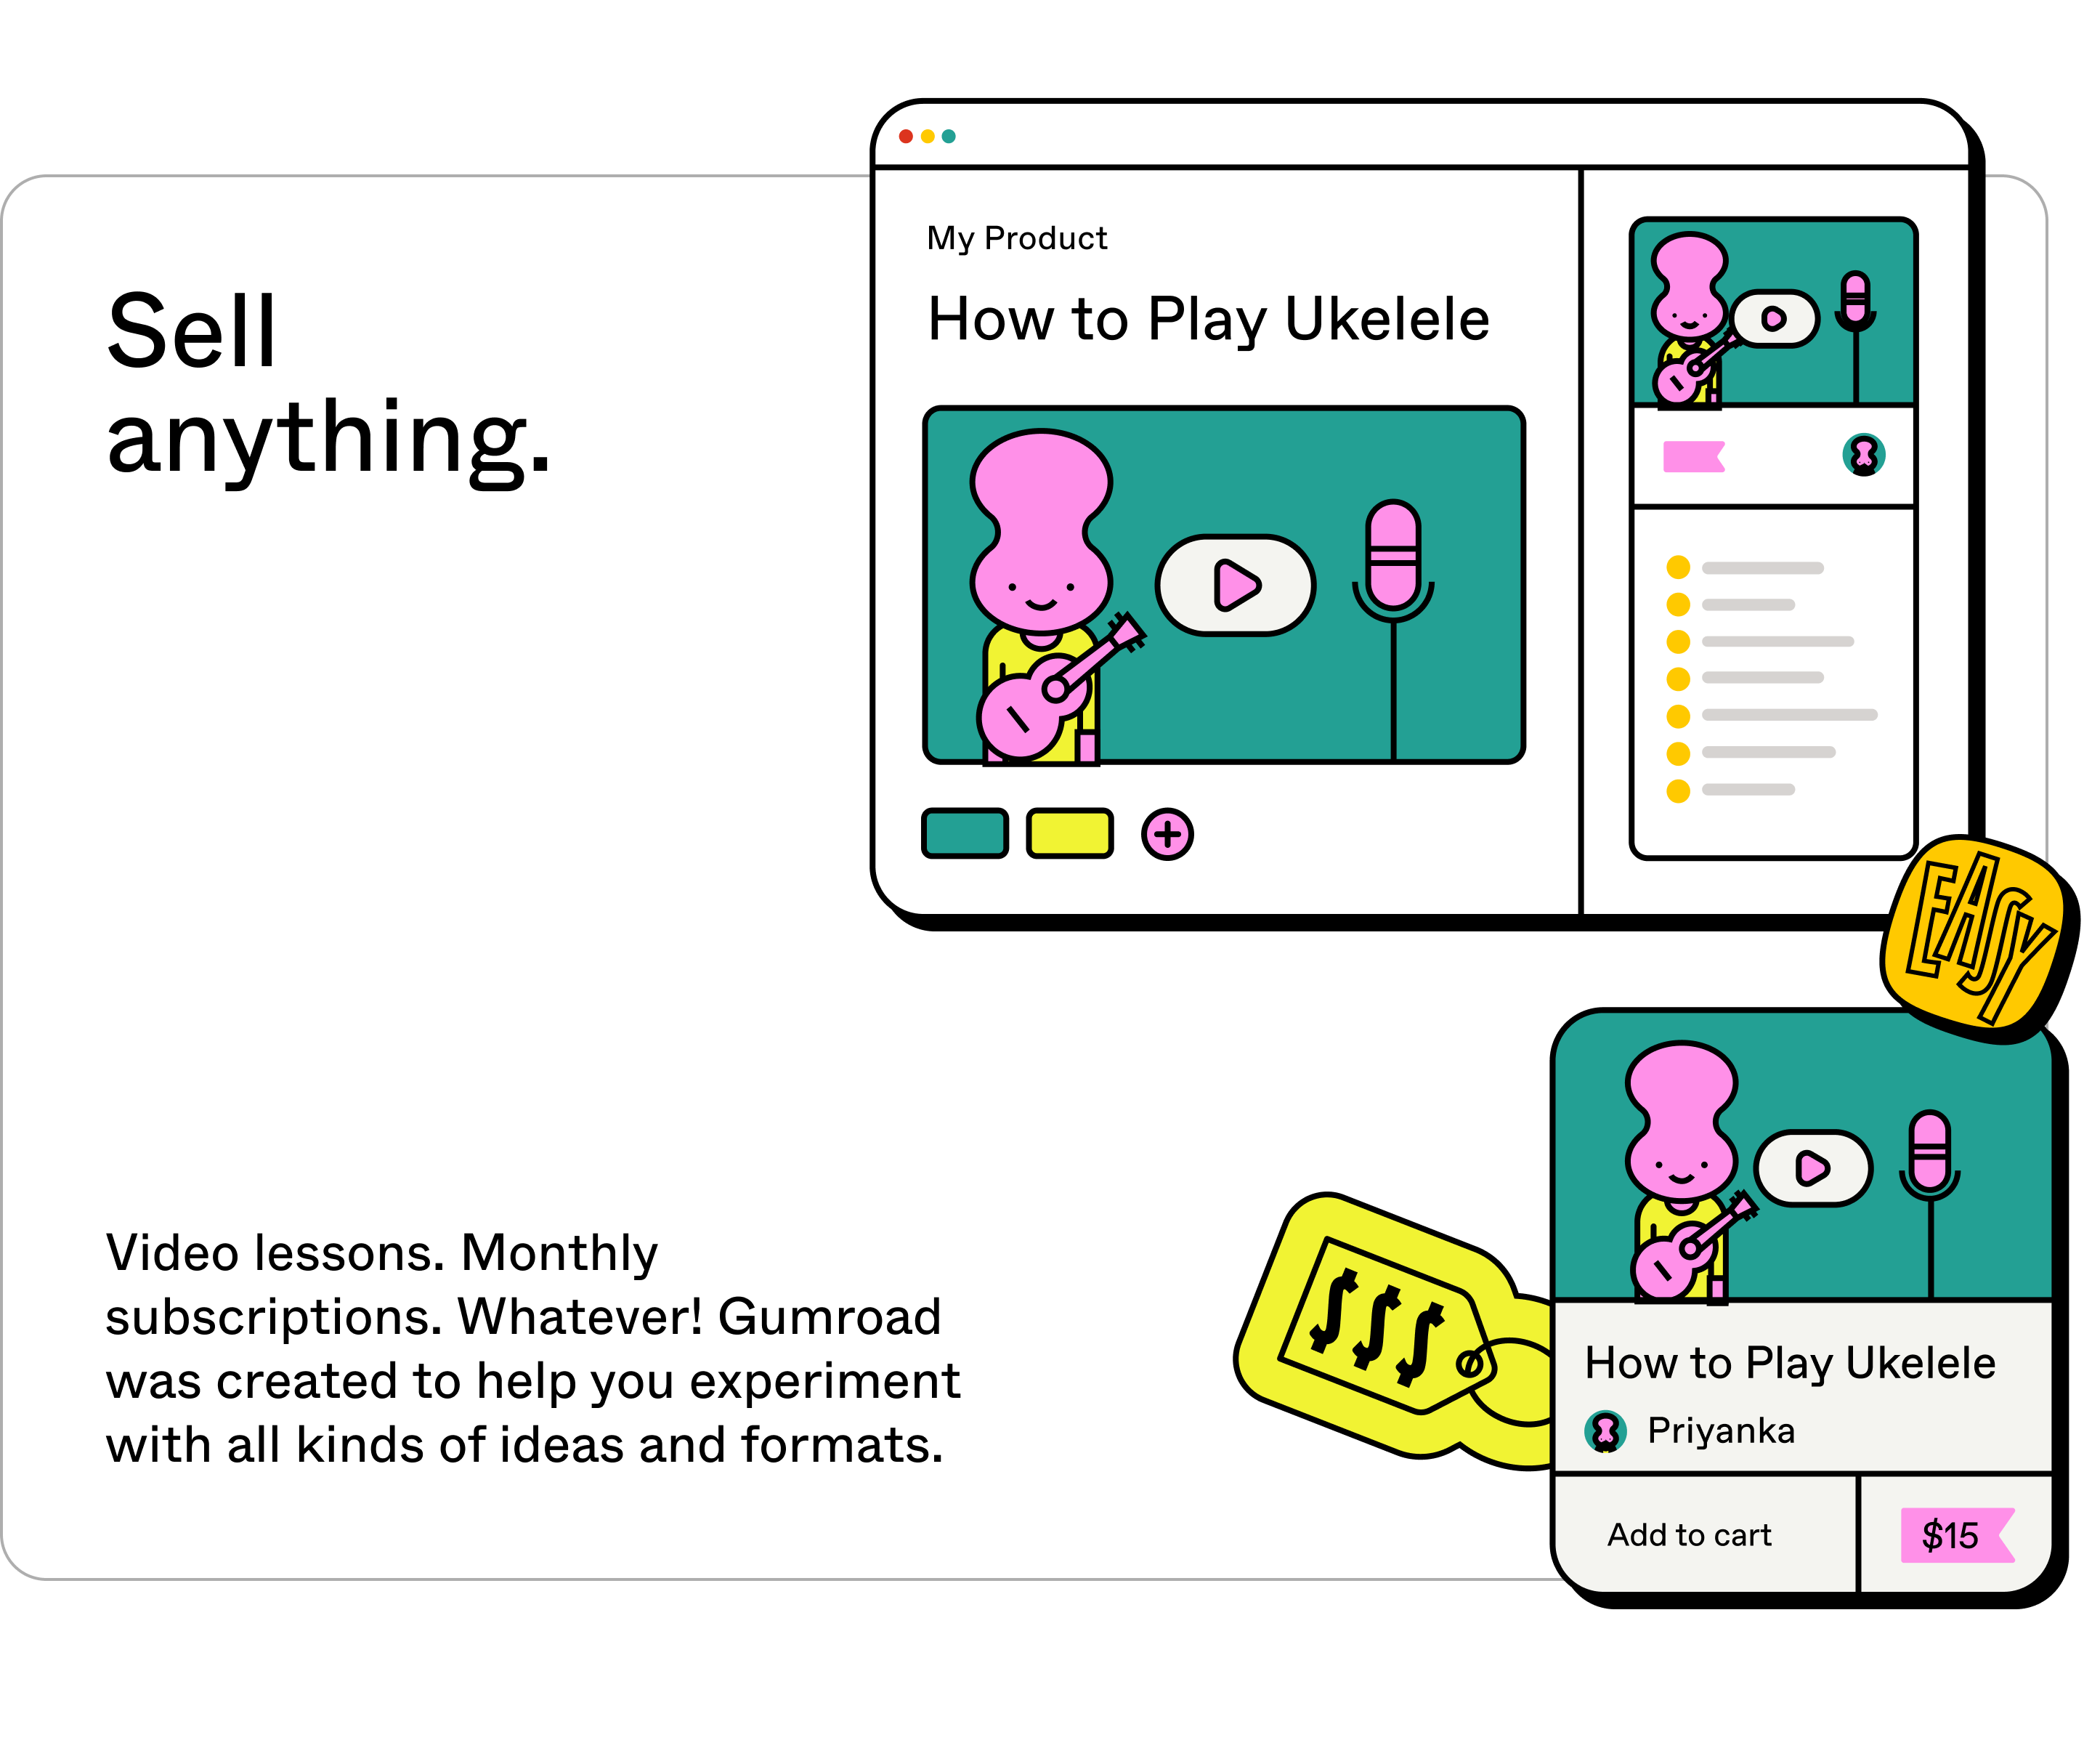 Sell
anything.
My Product
How to Play Ukelele
EASY
Video lessons. Monthly
subscriptions. Whatever! Gumroad
was created to help you experiment
with all kinds of ideas and formats.
$$$
How to Play Ukelele
Priyanka
Add to cart
$15